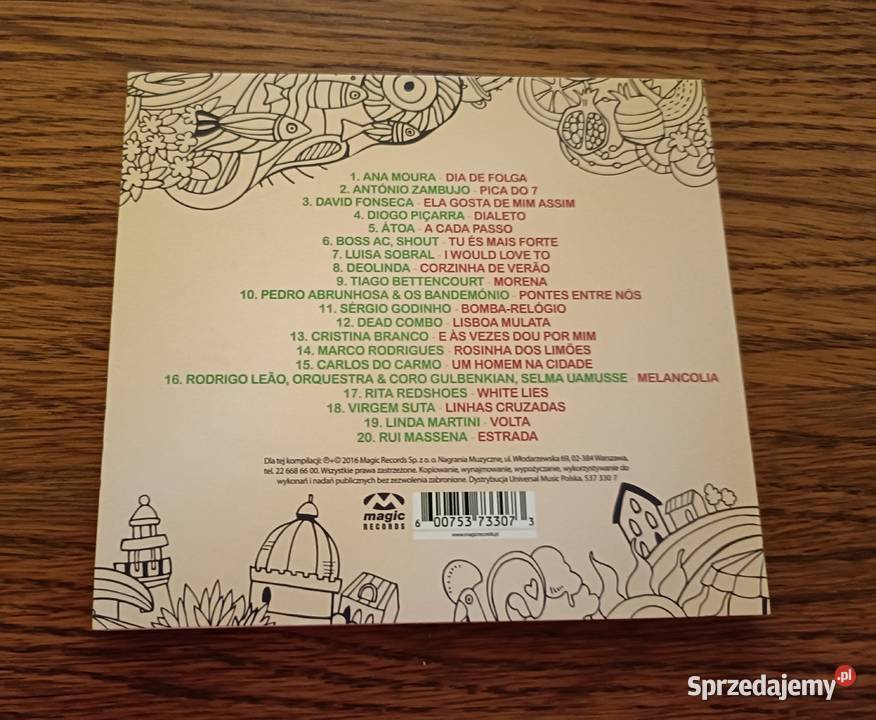 1. ANA MOURA - DIA DE FOLGA
2. ANTÓNIO ZAMBUJO - PICA DO 7
3. DAVID FONSECA - ELA GOSTA DE MIM ASSIM
4. DIOGO PIÇARRA - DIALETO
5. ÁTOA - A CADA PASSO
6. BOSS AC, SHOUT - TU ÉS MAIS FORTE
7. LUISA SOBRAL - I WOULD LOVE TO
8. DEOLINDA - CORZINHA DE VERÃO
9. TIAGO BETTENCOURT - MORENA
10. PEDRO ABRUNHOSA & OS BANDEMÓNIO - PONTES ENTRE NÓS
11. SÉRGIO GODINHO - BOMBA-RELÓGIO
12. DEAD COMBO - LISBOA MULATA
13. CRISTINA BRANCO - E ÀS VEZES DOU POR MIM
14. MARCO RODRIGUES - ROSINHA DOS LIMÕES
15. CARLOS DO CARMO - UM HOMEM NA CIDADE
16. RODRIGO LEÃO, ORQUESTRA & CORO GULBENKIAN, SELMA UAMUSSE - MELANCOLIA
17. RITA REDSHOES - WHITE LIES
18. VIRGEM SUTA - LINHAS CRUZADAS
19. LINDA MARTINI - VOLTA
20. RUI MASSENA - ESTRADA
Dla tej kompilacji: ℗+© 2016 Magic Records Sp. z o. o. Nagrania Muzyczne, ul. Włodarzewska 69, 02-384 Warszawa,
tel. 22 668 66 00. Wszystkie prawa zastrzeżone. Kopiowanie, wynajmowanie, wypożyczanie, wykorzystywanie do
wykonań i nadań publicznych bez zezwolenia zabronione. Dystrybucja Universal Music Polska, 537 330 7
magic
RECORDS
6 00753 73307 3
www.magicrecords.pl
Sprzedajemy.pl